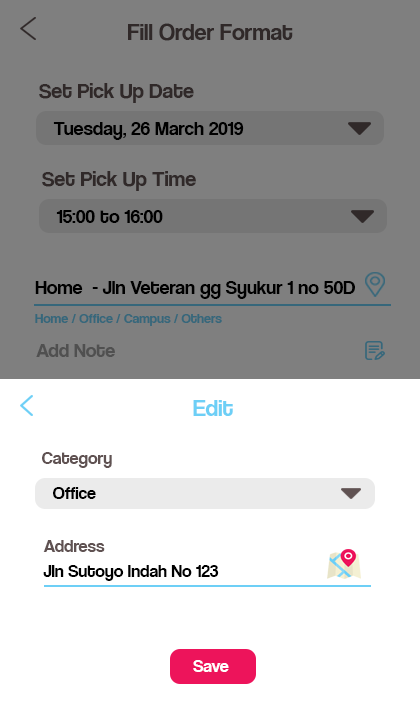 Fill Order Format
Set Pick Up Date
Tuesday, 26 March 2019
Set Pick Up Time
15:00 to 16:00
Home - Jln Veteran gg Syukur 1 no 50D
Home / Office / Campus / Others
Add Note
Edit
Category
Office
Address
Jln Sutoyo Indah No 123
Save